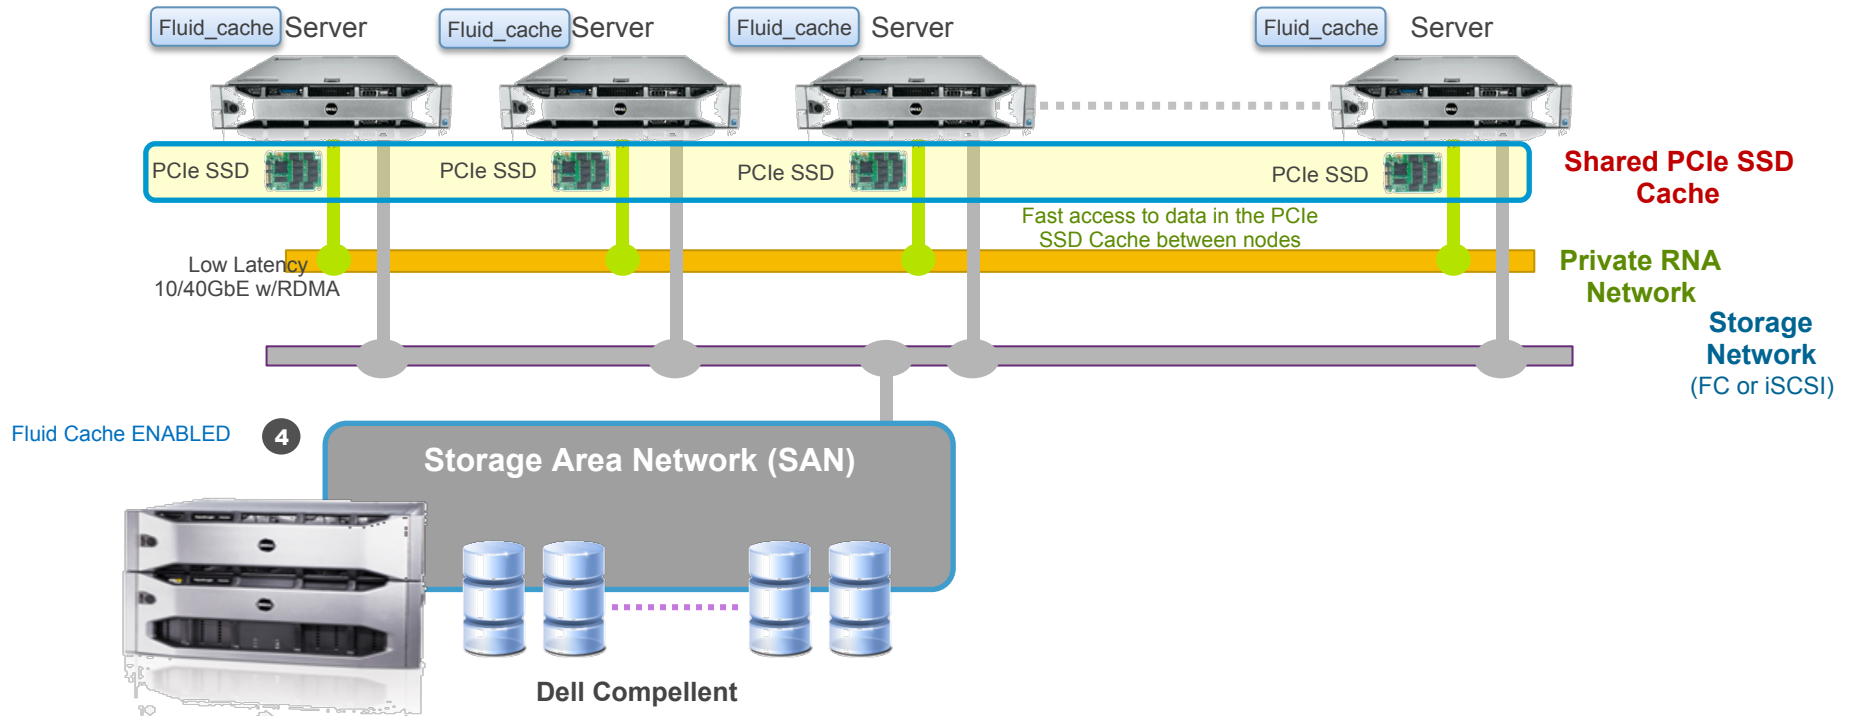 Fluid_cache Server
Fluid_cache Server
Fluid_cache Server
Fluid_cache Server
PCIe SSD
PCIe SSD
PCIe SSD
PCIe SSD
Shared PCIe SSD
Cache
Fast access to data in the PCIe
SSD Cache between nodes
Low Latency
10/40GbE w/RDMA
Private RNA
Network
Storage
Network
(FC or iSCSI)
Fluid Cache ENABLED
4
Storage Area Network (SAN)
Dell Compellent